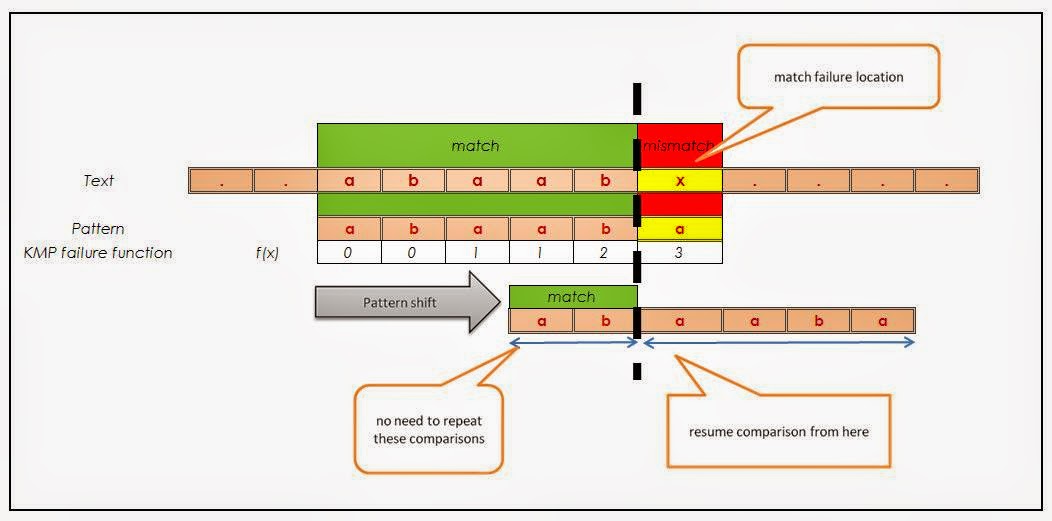 match failure location
match mismatch
Text . . a b a a b x . . . .
Pattern a b a a b a
KMP failure function f(x) 0 0 1 1 2 3
Pattern shift
match
a b a a b a
no need to repeat
these comparisons
resume comparison from here